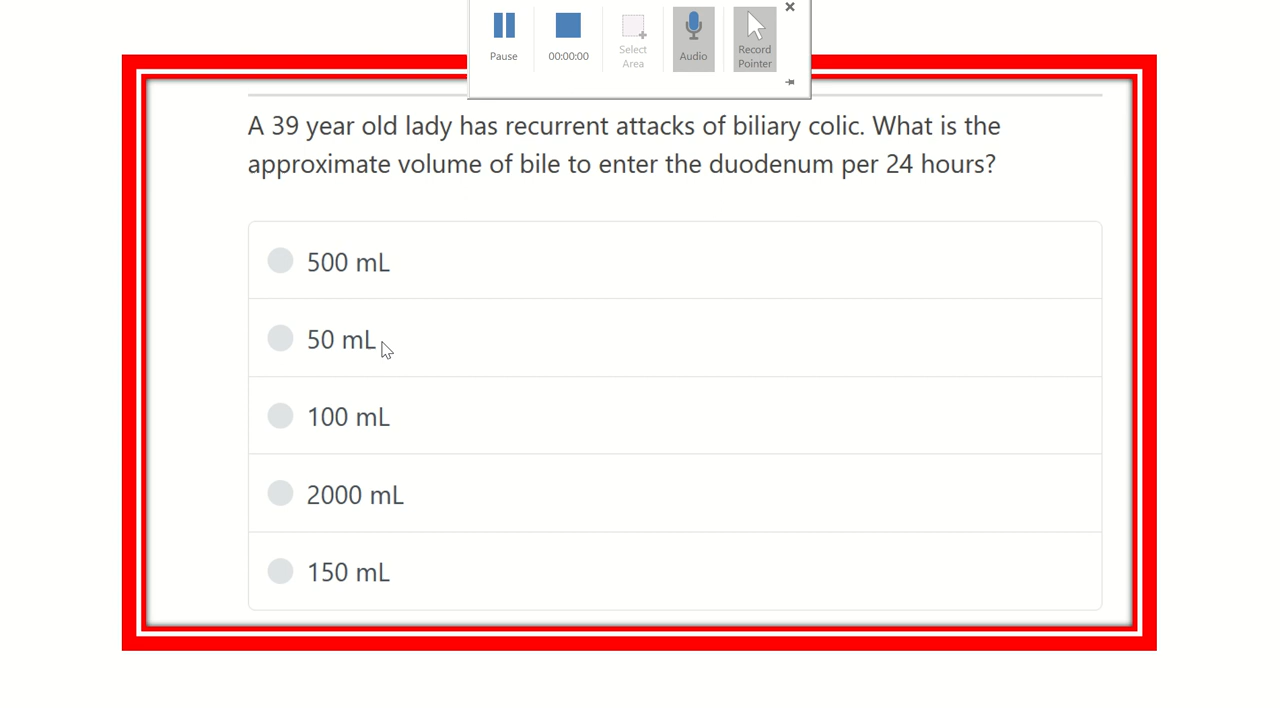 Pause
00:00:00
Select
Area
Audio
Record
Pointer
A 39 year old lady has recurrent attacks of biliary colic. What is the
approximate volume of bile to enter the duodenum per 24 hours?
500 mL
50 mL
100 mL
2000 mL
150 mL